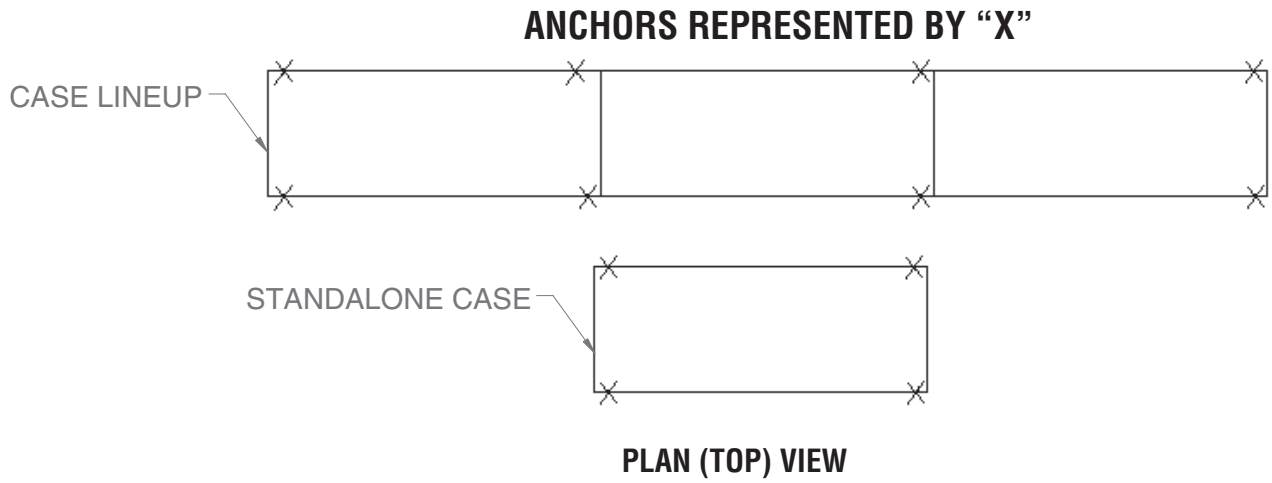 ANCHORS REPRESENTED BY “X”
CASE LINEUP
STANDALONE CASE
PLAN (TOP) VIEW